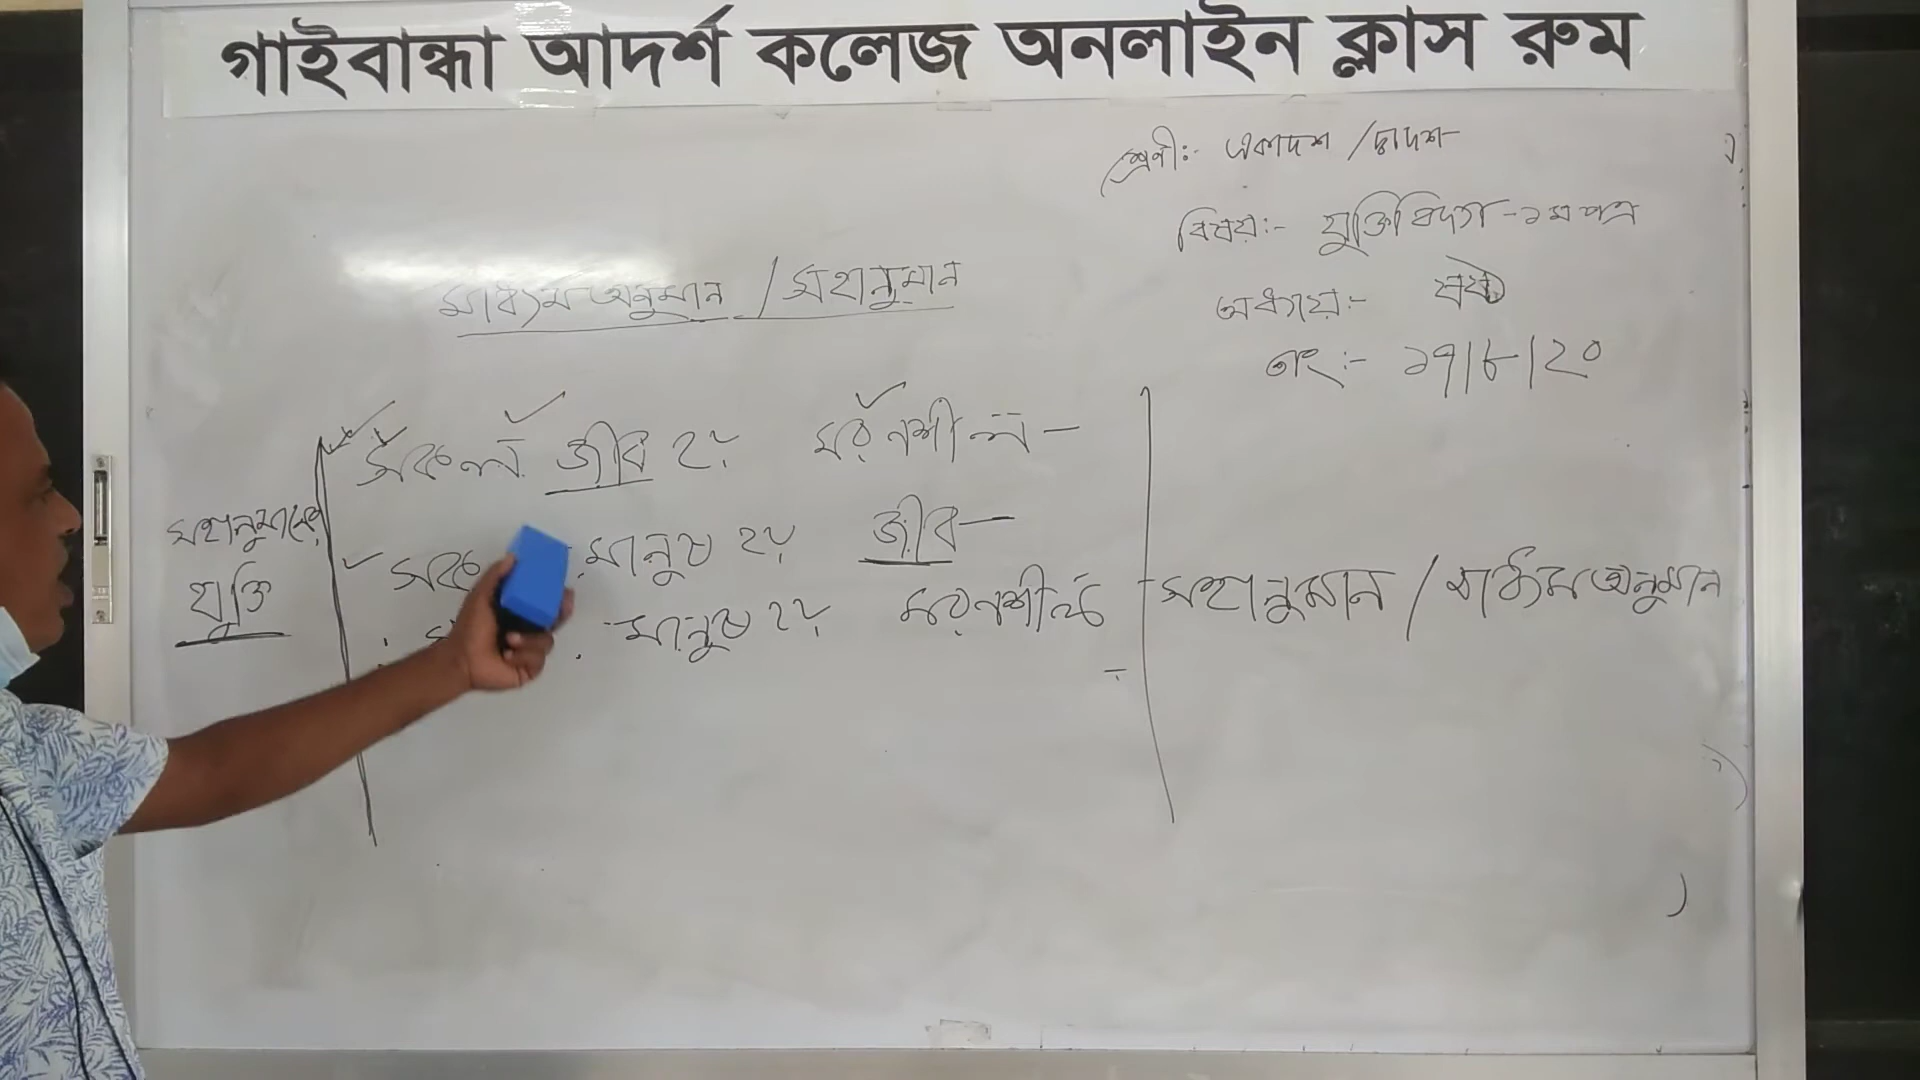 গাইবান্ধা আদর্শ কলেজ অনলাইন ক্লাস রুম
শ্রেণী:- একাদশ / দ্বাদশ
বিষয়:- যুক্তিবিদ্যা - ১ম পত্র
অধ্যায়:- ষষ্ঠ
তাং:- ১৭/৮/২০
মাধ্যম অনুমান / সহানুমান
সকল জীব হয় মরণশীল
সহানুমানের
যুক্তি
মানুষ হয় জীব
মানুষ হয় মরণশীল
সহানুমান / মাধ্যম অনুমান